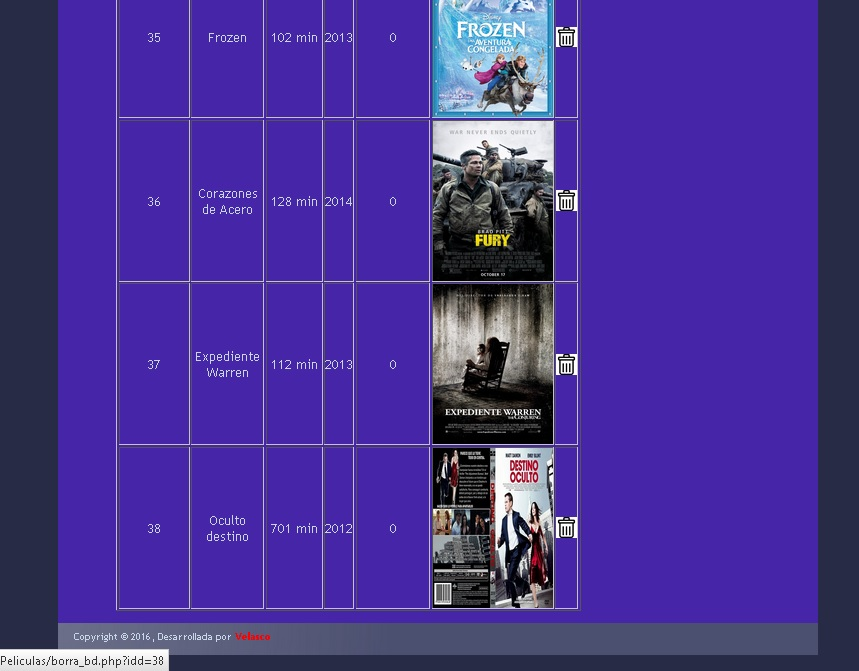 35 Frozen 102 min 2013 0
Disney
FROZEN
UNA
AVENTURA
CONGELADA
36 Corazones de Acero 128 min 2014 0
WAR NEVER ENDS QUIETLY
BRAD PITT
FURY
OCTOBER 17
37 Expediente Warren 112 min 2013 0
EXPEDIENTE WARREN
THE CONJURING
38 Oculto destino 701 min 2012 0
MATT DAMON EMILY BLUNT
DESTINO
OCULTO
Copyright © 2016 , Desarrollada por Velasco
Peliculas/borra_bd.php?idd=38